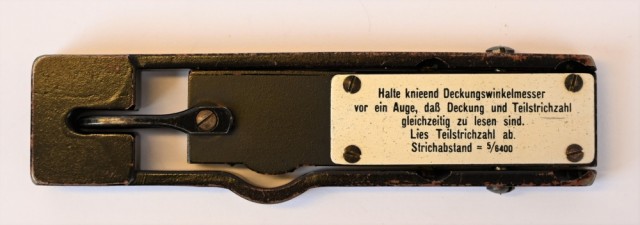 Halte knieend Deckungswinkelmesser
vor ein Auge, daß Deckung und Teilstrichzahl
gleichzeitig zu lesen sind.
Lies Teilstrichzahl ab.
Strichabstand = 5/6400